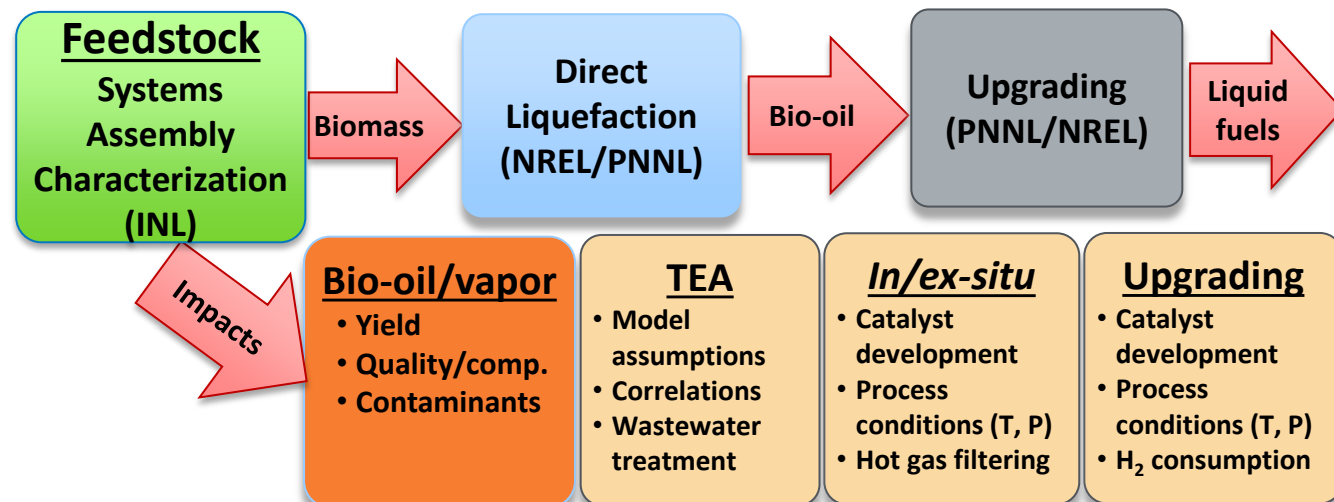 Feedstock
Systems
Assembly
Characterization
(INL)
Biomass
Direct
Liquefaction
(NREL/PNNL)
Bio-oil
Upgrading
(PNNL/NREL)
Liquid
fuels
Impacts
Bio-oil/vapor
• Yield
• Quality/comp.
• Contaminants
TEA
• Model
assumptions
• Correlations
• Wastewater
treatment
In/ex-situ
• Catalyst
development
• Process
conditions (T, P)
• Hot gas filtering
Upgrading
• Catalyst
development
• Process
conditions (T, P)
• H₂ consumption